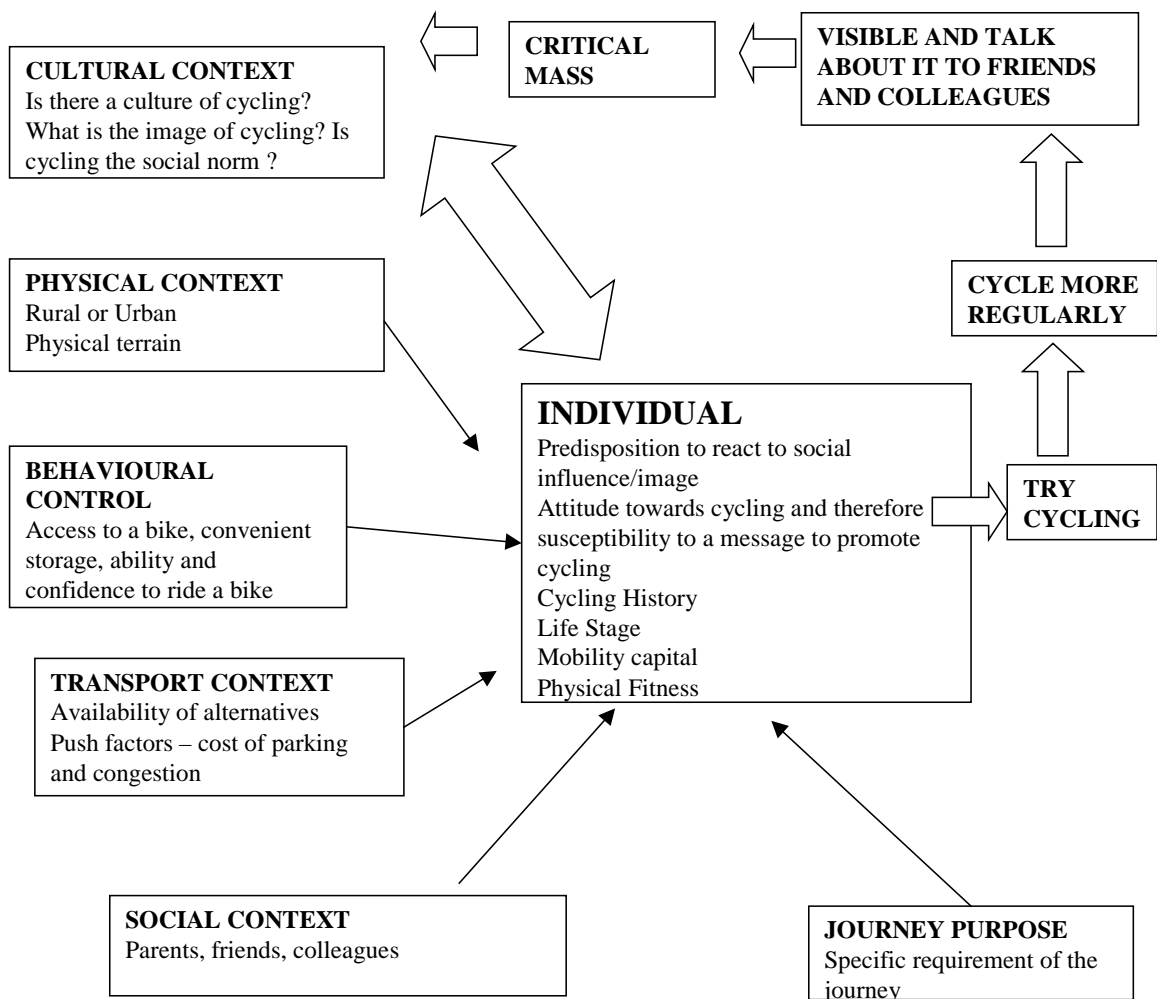 CULTURAL CONTEXT
Is there a culture of cycling?
What is the image of cycling? Is
cycling the social norm ?
CRITICAL
MASS
VISIBLE AND TALK
ABOUT IT TO FRIENDS
AND COLLEAGUES
PHYSICAL CONTEXT
Rural or Urban
Physical terrain
CYCLE MORE
REGULARLY
INDIVIDUAL
Predisposition to react to social
influence/image
Attitude towards cycling and therefore
susceptibility to a message to promote
cycling
Cycling History
Life Stage
Mobility capital
Physical Fitness
BEHAVIOURAL
CONTROL
Access to a bike, convenient
storage, ability and
confidence to ride a bike
TRY
CYCLING
TRANSPORT CONTEXT
Availability of alternatives
Push factors – cost of parking
and congestion
SOCIAL CONTEXT
Parents, friends, colleagues
JOURNEY PURPOSE
Specific requirement of the
journey